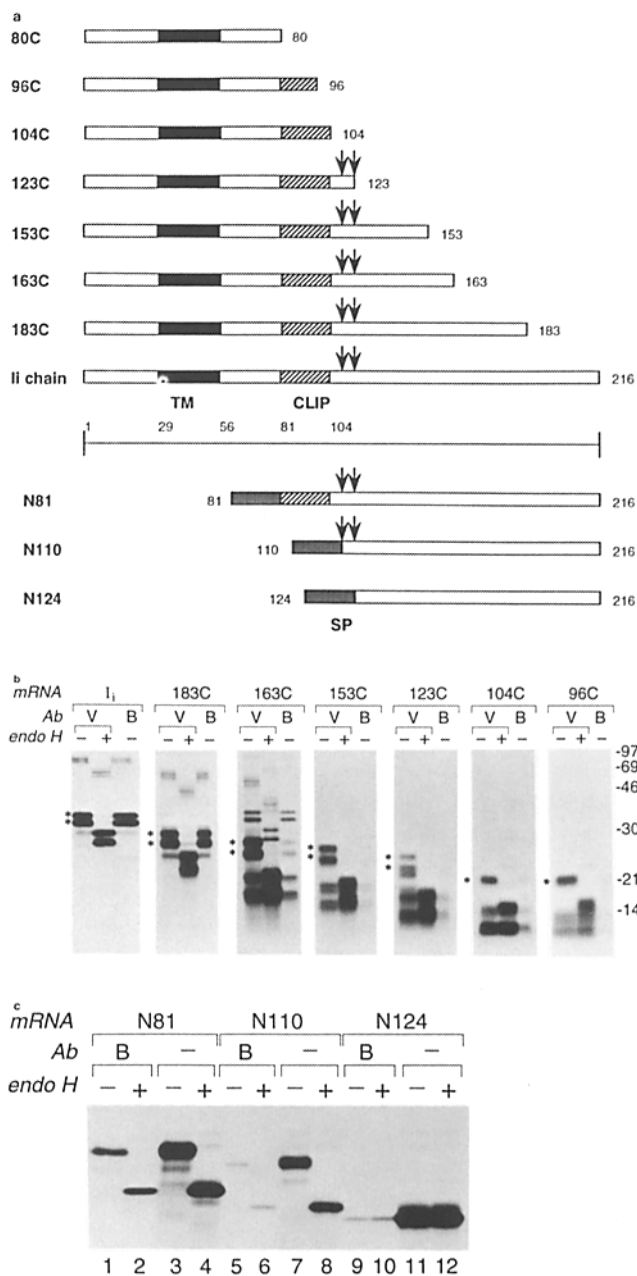 a
80C 80
96C 96
104C 104
123C 123
153C 153
163C 163
183C 183
Ii chain 216
TM CLIP
1 29 56 81 104
N81 81 216
N110 110 216
N124 124 216
SP
b
mRNA Ii 183C 163C 153C 123C 104C 96C
Ab V B V B V B V B V B V B V B
endo H − + − − + − − + − − + − − + − − + − − + −
-97
-69
-46
-30
-21
-14
* * * * * * * * * * * *
c
mRNA N81 N110 N124
Ab B − B − B −
endo H − + − + − + − + − + − +
1 2 3 4 5 6 7 8 9 10 11 12